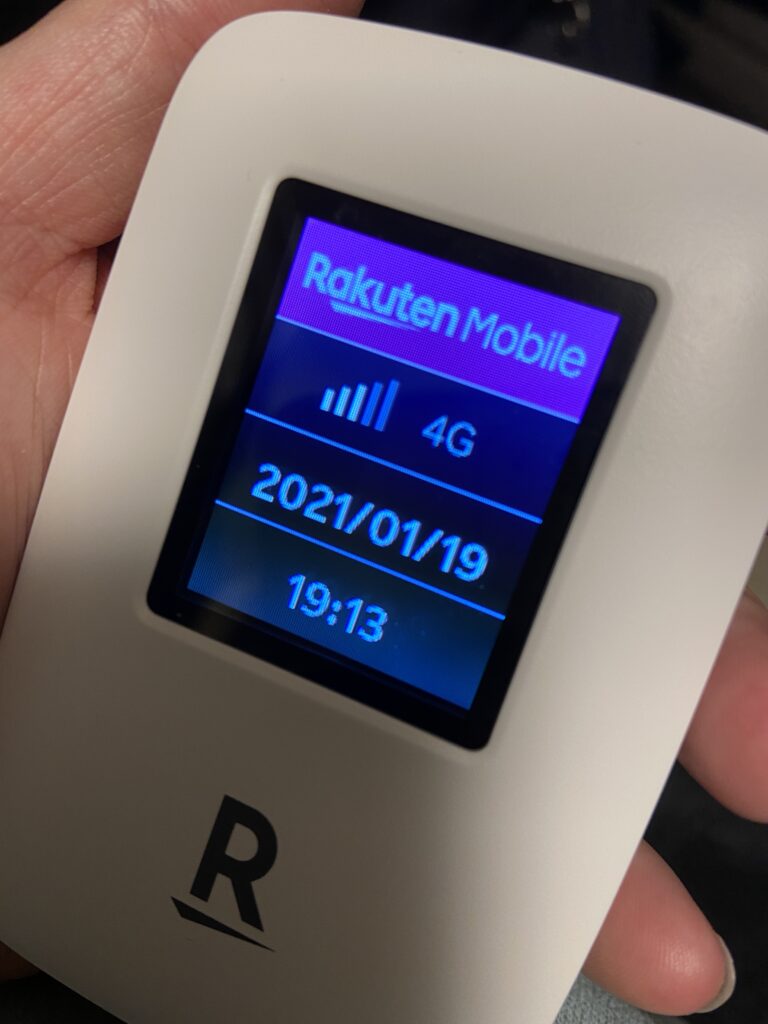 Rakuten Mobile
4G
2021/01/19
19:13
R